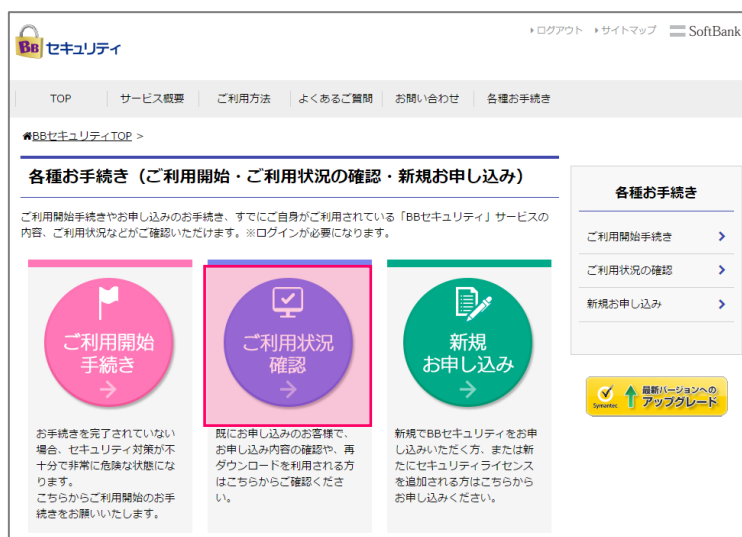 ▸ログアウト ▸サイトマップ SoftBank
BB セキュリティ
TOP サービス概要 ご利用方法 よくあるご質問 お問い合わせ 各種お手続き
BBセキュリティTOP >
各種お手続き（ご利用開始・ご利用状況の確認・新規お申し込み）
ご利用開始手続きやお申し込みのお手続き、すでにご自身がご利用されている「BBセキュリティ」サービスの
内容、ご利用状況などがご確認いただけます。※ログインが必要になります。
ご利用開始
手続き
お手続きを完了されていない
場合、セキュリティ対策が不
十分で非常に危険な状態にな
ります。
こちらからご利用開始のお手
続きをお願いいたします。
ご利用状況
確認
既にお申し込みのお客様で、
お申し込み内容の確認や、再
ダウンロードを利用される方
はこちらからご確認くださ
い。
新規
お申し込み
新規でBBセキュリティをお申
し込みいただく方、または新
たにセキュリティライセンス
を追加される方はこちらから
お申し込みください。
各種お手続き
ご利用開始手続き
ご利用状況の確認
新規お申し込み
Symantec
最新バージョンへの
アップグレード